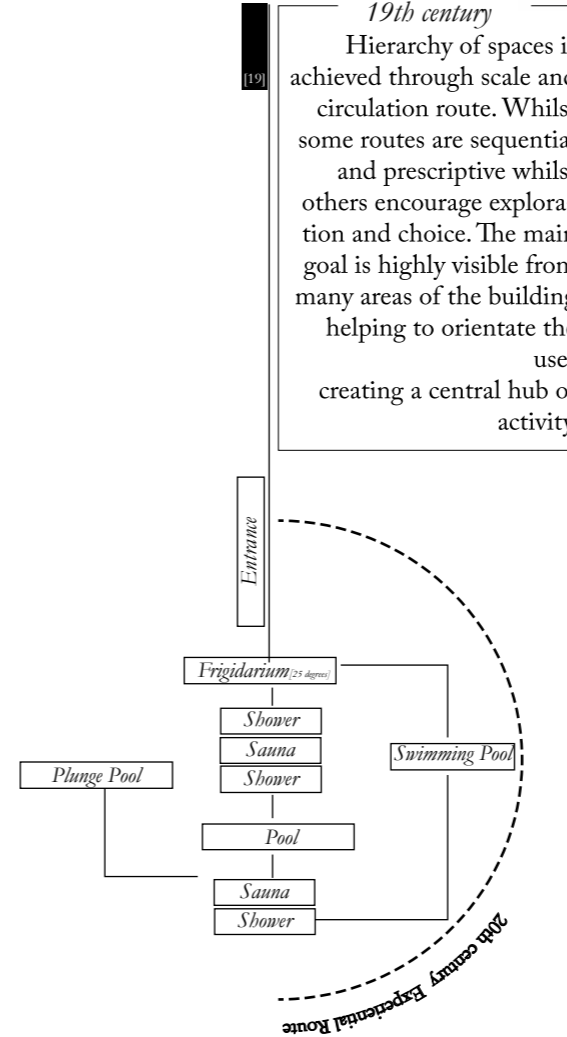 19th century
[19]
Hierarchy of spaces i
achieved through scale and
circulation route. Whils
some routes are sequentia
and prescriptive whils
others encourage explora
tion and choice. The main
goal is highly visible from
many areas of the building
helping to orientate the
use
creating a central hub o
activity
Entrance
Frigidarium [25 degrees]
Shower
Sauna
Shower
Swimming Pool
Plunge Pool
Pool
Sauna
Shower
20th century Experiential Route